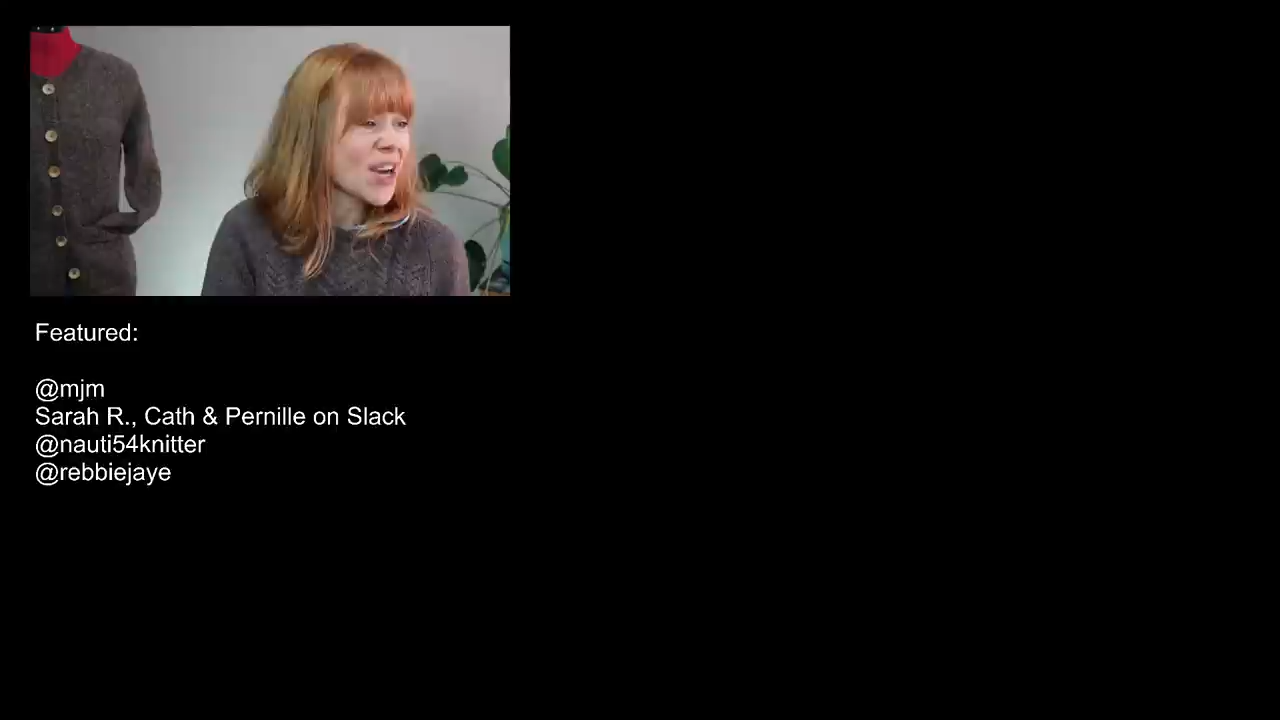 Featured:
@mjm
Sarah R., Cath & Pernille on Slack
@nauti54knitter
@rebbiejaye